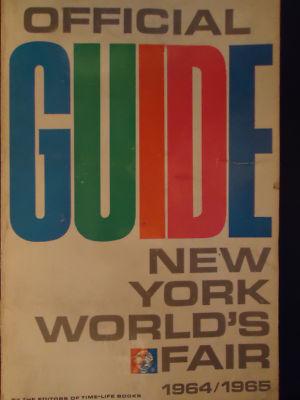 OFFICIAL
GUIDE
NEW
YORK
WORLD'S
FAIR
1964/1965
BY THE EDITORS OF TIME-LIFE BOOKS